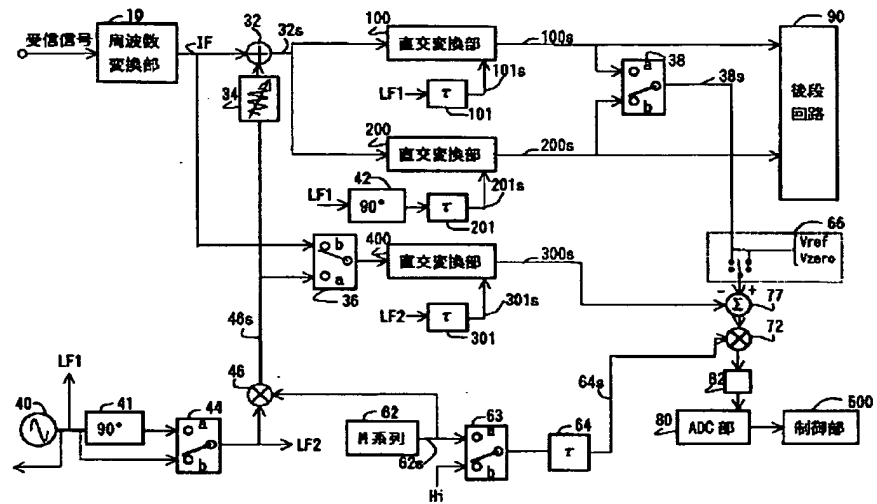 19
受信信号
周波数
変換部
IF
32
32s
34
100
直交変換部
100s
LF1
τ
101s
101
a
b
38
38s
90
後段
回路
200
直交変換部
200s
LF1
42
90°
τ
201s
201
66
Vref
Vzero
b
a
36
400
直交変換部
300s
LF2
τ
301s
301
- +
Σ
77
72
46s
46
64s
82
LF1
40
41
90°
44
a
b
LF2
62
M系列
62s
63
a
b
Hi
64
τ
80
ADC部
500
制御部